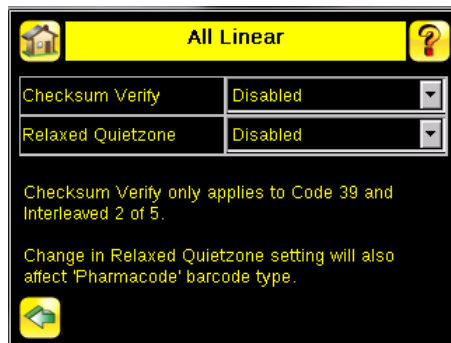 All Linear
Checksum Verify Disabled
Relaxed Quietzone Disabled
Checksum Verify only applies to Code 39 and
Interleaved 2 of 5.
Change in Relaxed Quietzone setting will also
affect 'Pharmacode' barcode type.